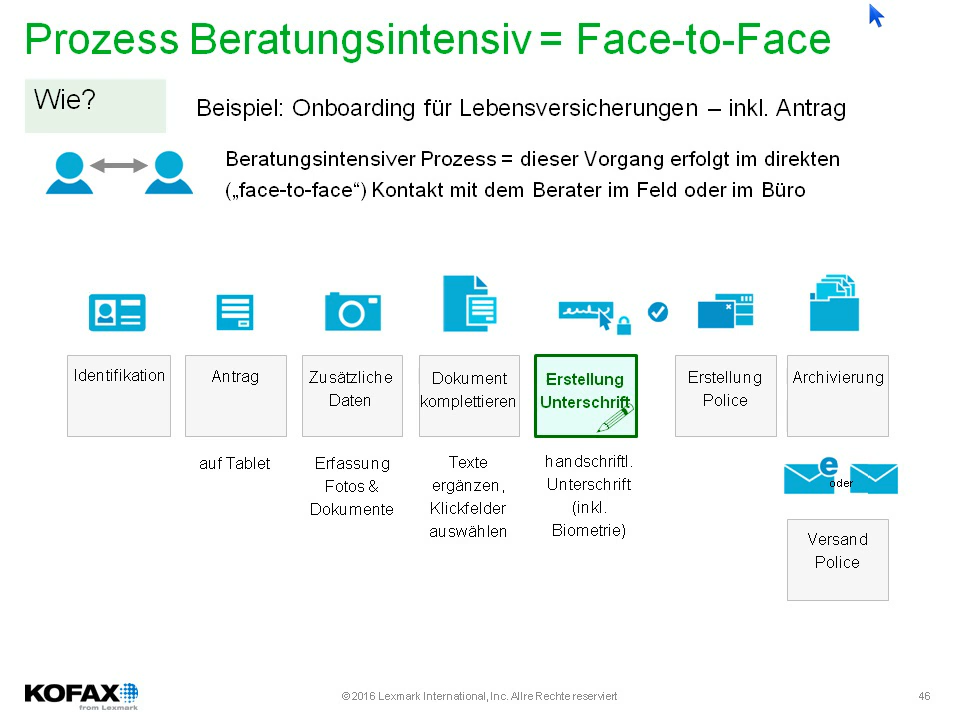 Prozess Beratungsintensiv = Face-to-Face
Wie?
Beispiel: Onboarding für Lebensversicherungen – inkl. Antrag
Beratungsintensiver Prozess = dieser Vorgang erfolgt im direkten
(„face-to-face“) Kontakt mit dem Berater im Feld oder im Büro
Identifikation
Antrag
auf Tablet
Zusätzliche
Daten
Erfassung
Fotos &
Dokumente
Dokument
komplettieren
Texte
ergänzen,
Klickfelder
auswählen
Erstellung
Unterschrift
handschriftl.
Unterschrift
(inkl.
Biometrie)
Erstellung
Police
Archivierung
e
oder
Versand
Police
KOFAX
from Lexmark
© 2016 Lexmark International, Inc. Allre Rechte reserviert
46